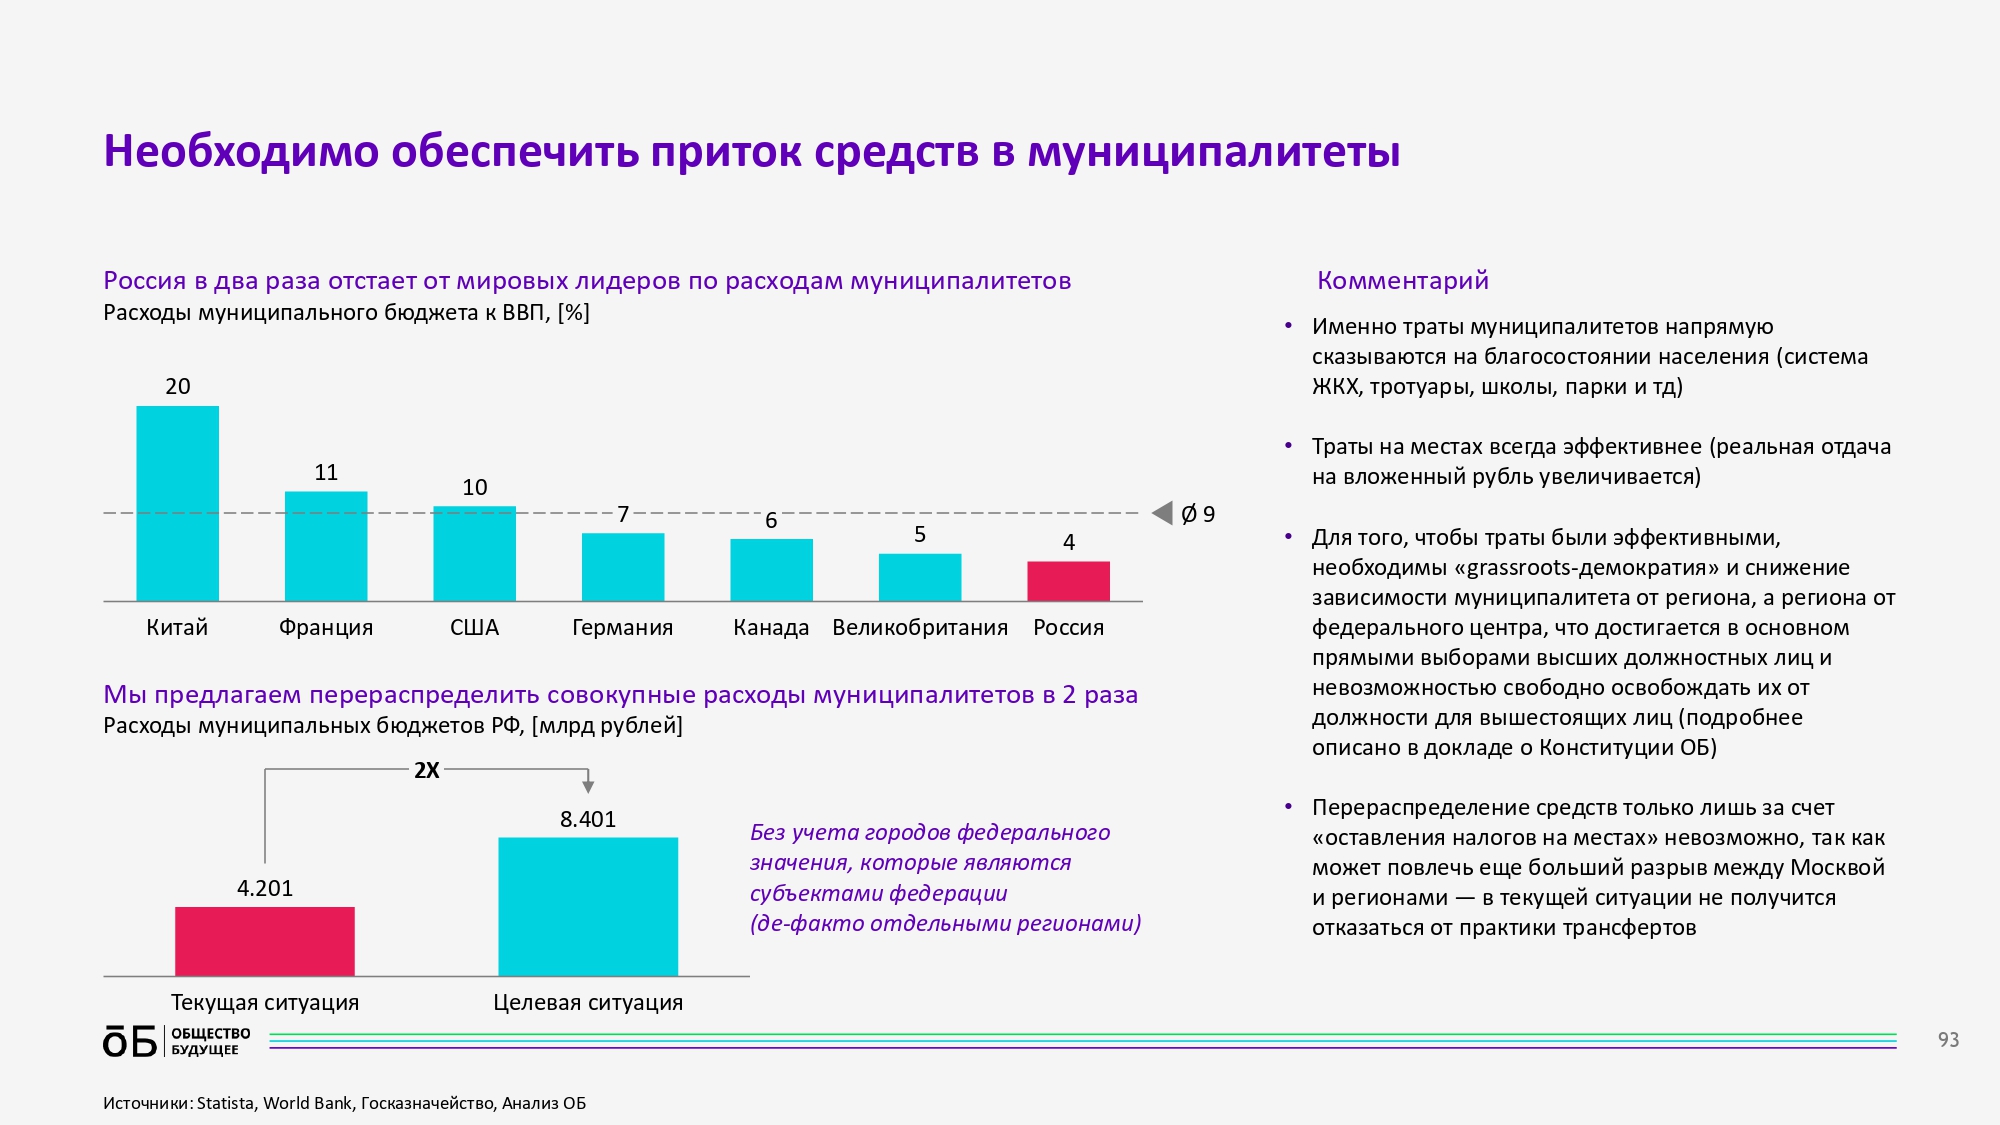 Необходимо обеспечить приток средств в муниципалитеты
Россия в два раза отстает от мировых лидеров по расходам муниципалитетов
Расходы муниципального бюджета к ВВП, [%]
20
11
10
7
6
5
4
Ø 9
Китай
Франция
США
Германия
Канада
Великобритания
Россия
Мы предлагаем перераспределить совокупные расходы муниципалитетов в 2 раза
Расходы муниципальных бюджетов РФ, [млрд рублей]
2X
4.201
8.401
Текущая ситуация
Целевая ситуация
Без учета городов федерального
значения, которые являются
субъектами федерации
(де-факто отдельными регионами)
Комментарий
• Именно траты муниципалитетов напрямую
сказываются на благосостоянии населения (система
ЖКХ, тротуары, школы, парки и тд)
• Траты на местах всегда эффективнее (реальная отдача
на вложенный рубль увеличивается)
• Для того, чтобы траты были эффективными,
необходимы «grassroots-демократия» и снижение
зависимости муниципалитета от региона, а региона от
федерального центра, что достигается в основном
прямыми выборами высших должностных лиц и
невозможностью свободно освобождать их от
должности для вышестоящих лиц (подробнее
описано в докладе о Конституции ОБ)
• Перераспределение средств только лишь за счет
«оставления налогов на местах» невозможно, так как
может повлечь еще больший разрыв между Москвой
и регионами — в текущей ситуации не получится
отказаться от практики трансфертов
ōБ
ОБЩЕСТВО
БУДУЩЕЕ
93
Источники: Statista, World Bank, Госказначейство, Анализ ОБ